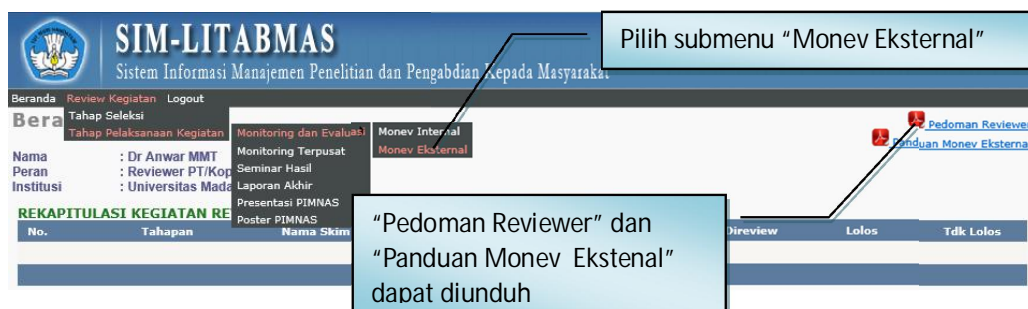 SIM-LITABMAS
Sistem Informasi Manajemen Penelitian dan Pengabdian Kepada Masyarakat
Pilih submenu “Monev Eksternal”
Beranda Review Kegiatan Logout
Tahap Seleksi
Tahap Pelaksanaan Kegiatan
Monitoring dan Evaluasi
Monev Internal
Monev Eksternal
Monitoring Terpusat
Seminar Hasil
Laporan Akhir
Presentasi PIMNAS
Poster PIMNAS
Bera
Pedoman Reviewer
Panduan Monev Eksterna
Nama : Dr Anwar MMT
Peran : Reviewer PT/Kop
Institusi : Universitas Mada
REKAPITULASI KEGIATAN RE
No. Tahapan Nama Skim Direview Lolos Tdk Lolos
“Pedoman Reviewer” dan
“Panduan Monev Ekstenal”
dapat diunduh